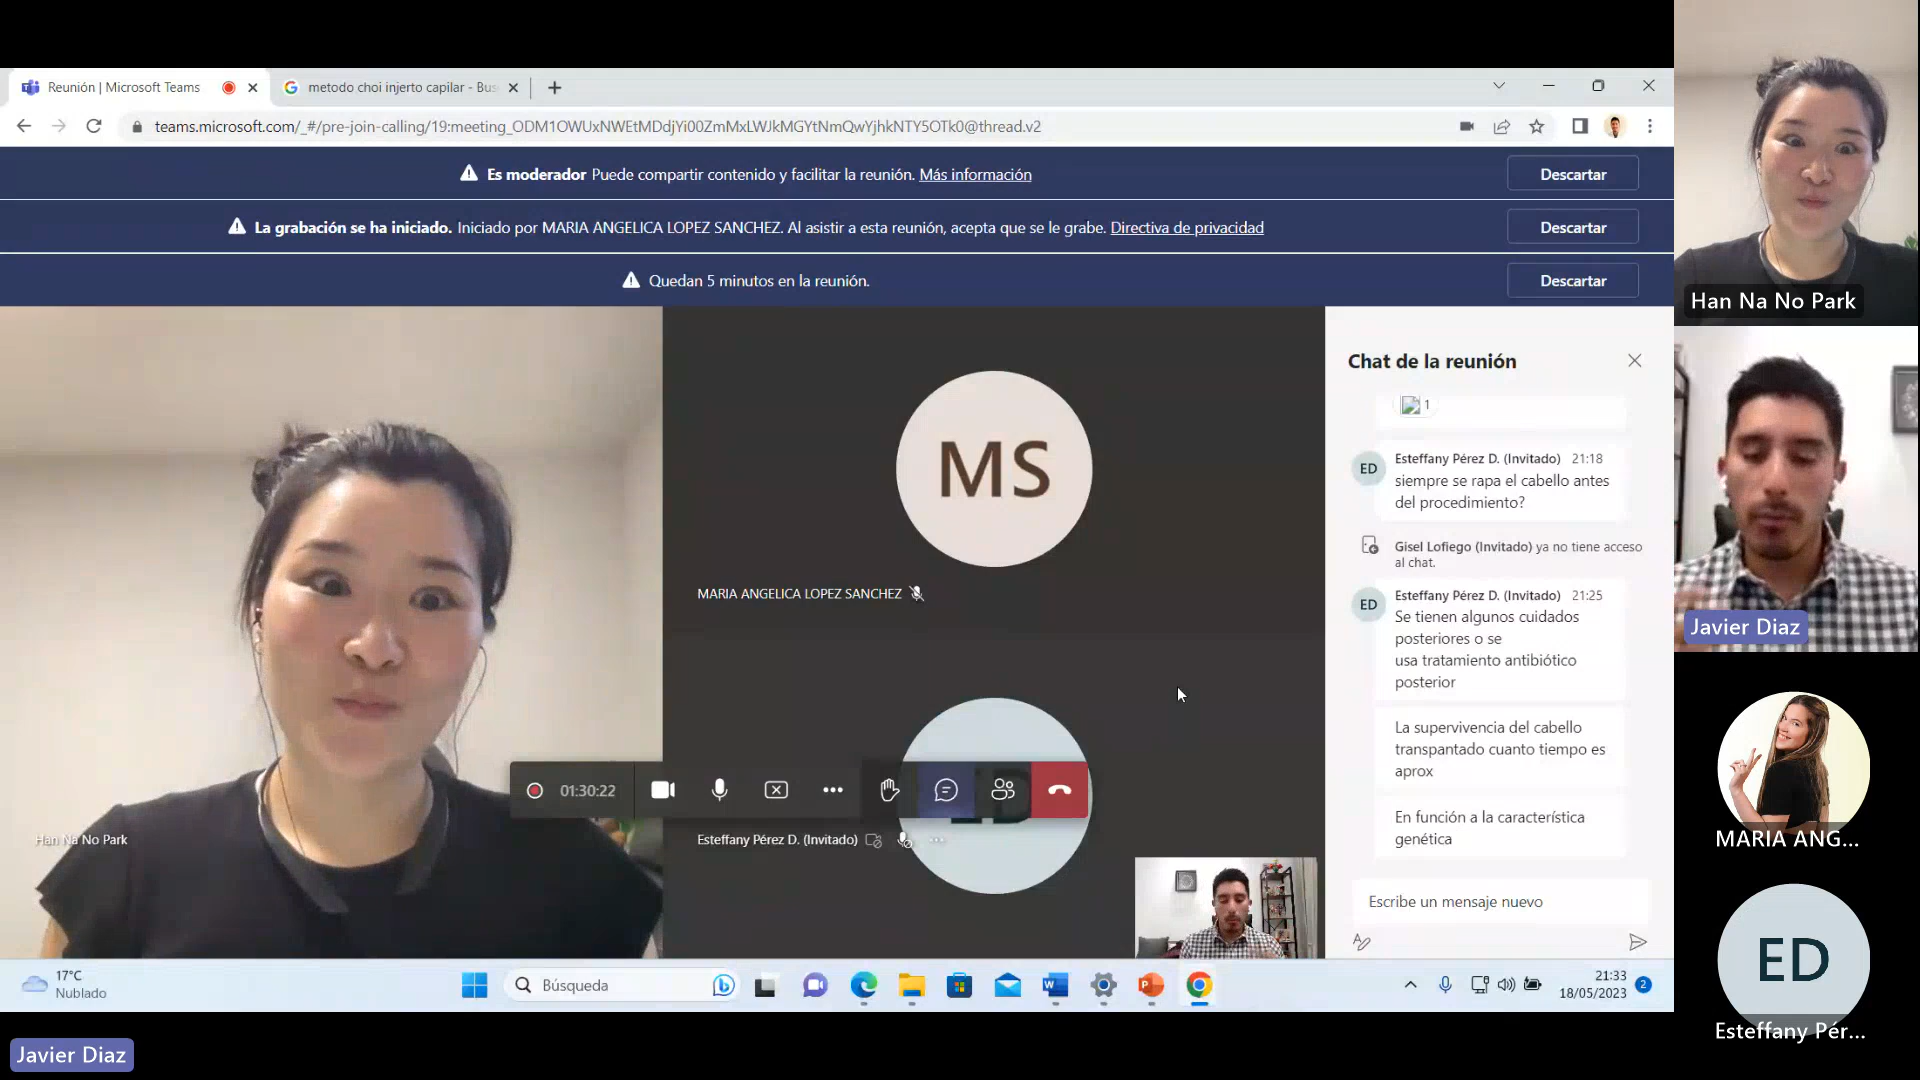 Reunión | Microsoft Teams
metodo choi injerto capilar - Bus
teams.microsoft.com/_#/pre-join-calling/19:meeting_ODM1OWUxNWEtMDdjYi00ZmMxLWJkMGYtNmQwYjhkNTY5OTk0@thread.v2
Es moderador Puede compartir contenido y facilitar la reunión. Más información
Descartar
La grabación se ha iniciado. Iniciado por MARIA ANGELICA LOPEZ SANCHEZ. Al asistir a esta reunión, acepta que se le grabe. Directiva de privacidad
Descartar
Quedan 5 minutos en la reunión.
Descartar
Han Na No Park
MS
MARIA ANGELICA LOPEZ SANCHEZ
01:30:22
Esteffany Pérez D. (Invitado)
Chat de la reunión
1
ED
Esteffany Pérez D. (Invitado) 21:18
siempre se rapa el cabello antes
del procedimiento?
Gisel Lofiego (Invitado) ya no tiene acceso
al chat.
ED
Esteffany Pérez D. (Invitado) 21:25
Se tienen algunos cuidados
posteriores o se
usa tratamiento antibiótico
posterior
La supervivencia del cabello
transpantado cuanto tiempo es
aprox
En función a la característica
genética
Escribe un mensaje nuevo
17°C
Nublado
Búsqueda
21:33
18/05/2023
2
Javier Diaz
Han Na No Park
Javier Diaz
MARIA ANG...
ED
Esteffany Pér...